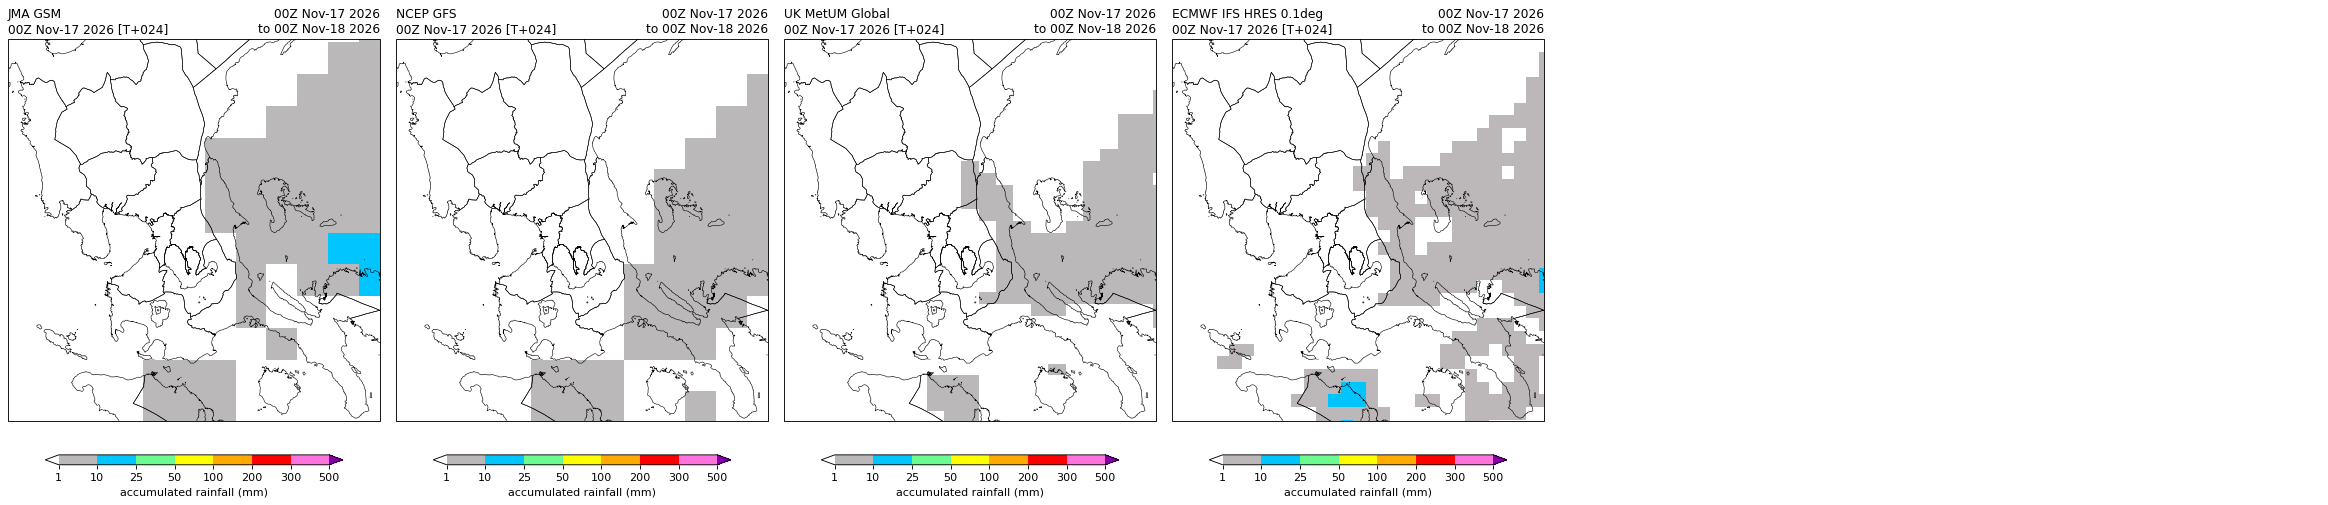 JMA GSM 00Z Nov-17 2026
00Z Nov-17 2026 [T+024] to 00Z Nov-18 2026
1 10 25 50 100 200 300 500
accumulated rainfall (mm)
NCEP GFS 00Z Nov-17 2026
00Z Nov-17 2026 [T+024] to 00Z Nov-18 2026
1 10 25 50 100 200 300 500
accumulated rainfall (mm)
UK MetUM Global 00Z Nov-17 2026
00Z Nov-17 2026 [T+024] to 00Z Nov-18 2026
1 10 25 50 100 200 300 500
accumulated rainfall (mm)
ECMWF IFS HRES 0.1deg 00Z Nov-17 2026
00Z Nov-17 2026 [T+024] to 00Z Nov-18 2026
1 10 25 50 100 200 300 500
accumulated rainfall (mm)